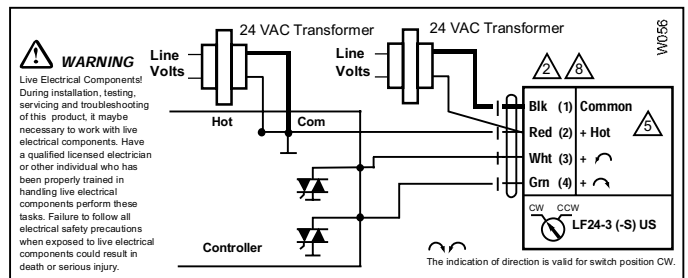 WARNING
Live Electrical Components!
During installation, testing,
servicing and troubleshooting
of this product, it maybe
necessary to work with live
electrical components. Have
a qualified licensed electrician
or other individual who has
been properly trained in
handling live electrical
components perform these
tasks. Failure to follow all
electrical safety precautions
when exposed to live electrical
components could result in
death or serious injury.
24 VAC Transformer
Line
Volts
Hot
Com
Controller
24 VAC Transformer
Line
Volts
W056
2
8
Blk (1) Common
Red (2) + Hot
5
Wht (3) +
Grn (4) +
CW CCW
LF24-3 (-S) US
The indication of direction is valid for switch position CW.